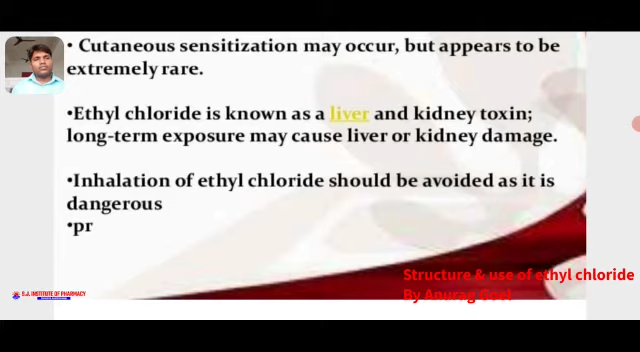 • Cutaneous sensitization may occur, but appears to be
extremely rare.
•Ethyl chloride is known as a liver and kidney toxin;
long-term exposure may cause liver or kidney damage.
•Inhalation of ethyl chloride should be avoided as it is
dangerous
•pr
Structure & use of ethyl chloride
By Anurag Goel
INSTITUTE OF PHARMACY